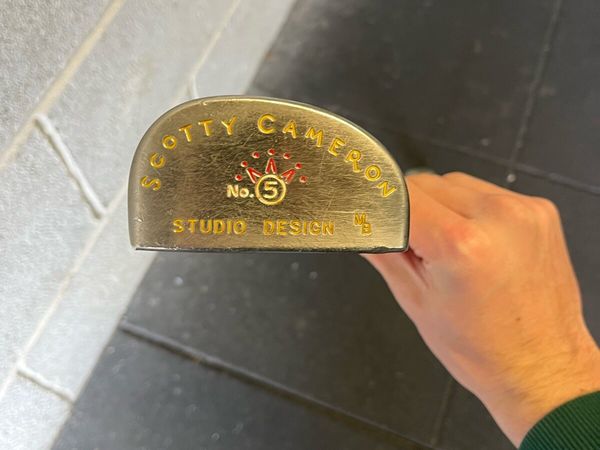 SCOTTY CAMERON
No. 5
STUDIO DESIGN MB